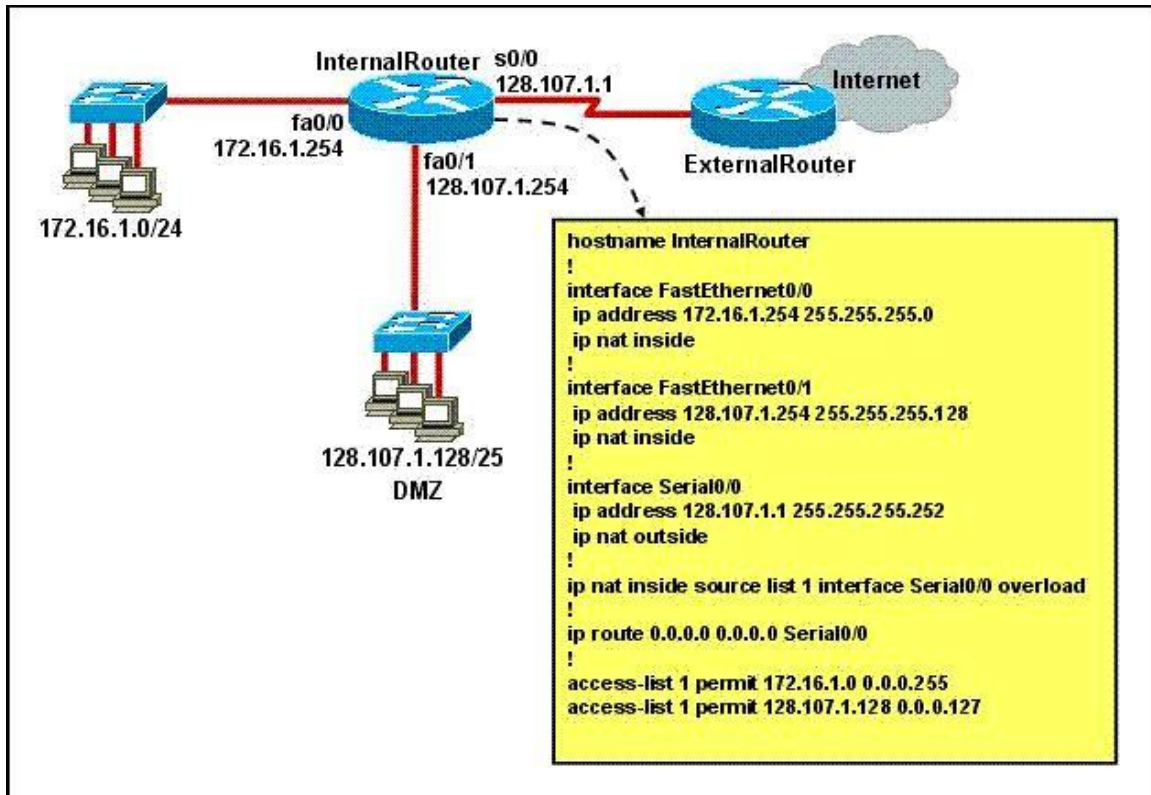 InternalRouter
s0/0
128.107.1.1
Internet
fa0/0
172.16.1.254
fa0/1
128.107.1.254
ExternalRouter
172.16.1.0/24
128.107.1.128/25
DMZ
hostname InternalRouter
!
interface FastEthernet0/0
ip address 172.16.1.254 255.255.255.0
ip nat inside
!
interface FastEthernet0/1
ip address 128.107.1.254 255.255.255.128
ip nat inside
!
interface Serial0/0
ip address 128.107.1.1 255.255.255.252
ip nat outside
!
ip nat inside source list 1 interface Serial0/0 overload
!
ip route 0.0.0.0 0.0.0.0 Serial0/0
!
access-list 1 permit 172.16.1.0 0.0.0.255
access-list 1 permit 128.107.1.128 0.0.0.127